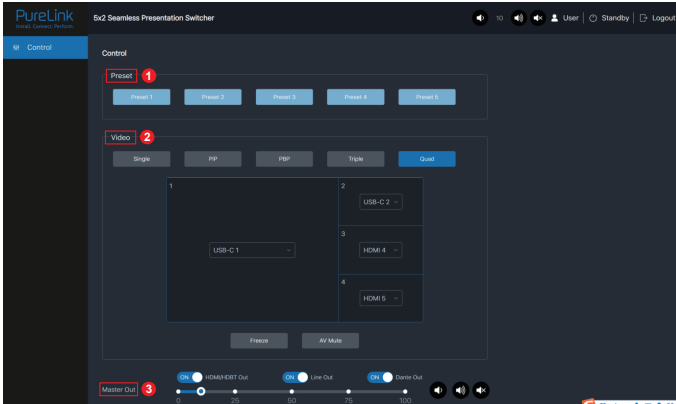 PureLink
Install. Connect. Perform.
5x2 Seamless Presentation Switcher
10
User
Standby
Logout
Control
Control
Preset 1
Preset 1
Preset 2
Preset 3
Preset 4
Preset 5
Video 2
Single
PIP
PBP
Triple
Quad
1
2
USB-C 2
USB-C 1
3
HDMI 4
4
HDMI 5
Freeze
AV Mute
ON HDMI/HDBT Out
ON Line Out
ON Dante Out
Master Out 3
0 25 50 75 100